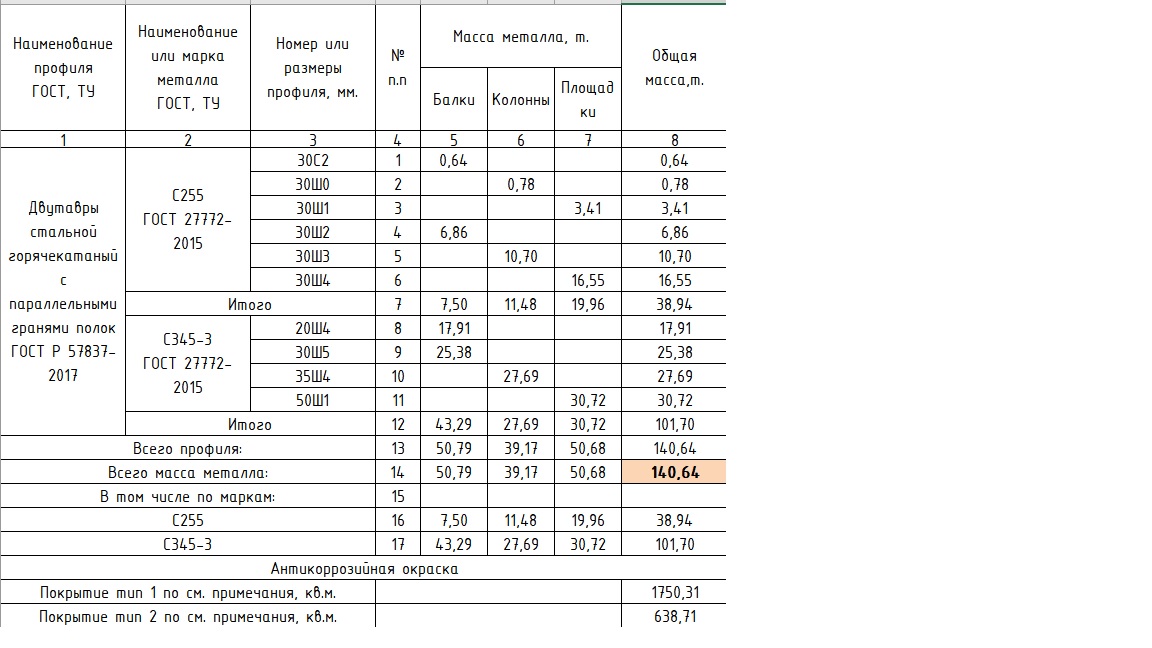 Наименование
профиля
ГОСТ, ТУ
Наименование
или марка
металла
ГОСТ, ТУ
Номер или
размеры
профиля, мм.
№
п.п
Масса металла, т.
Общая
масса,т.
Балки
Колонны
Площад
ки
1 2 3 4 5 6 7 8
Двутавры
стальной
горячекатаный
с
параллельными
гранями полок
ГОСТ Р 57837-
2017
С255
ГОСТ 27772-
2015
30С2 1 0,64 0,64
30Ш0 2 0,78 0,78
30Ш1 3 3,41 3,41
30Ш2 4 6,86 6,86
30Ш3 5 10,70 10,70
30Ш4 6 16,55 16,55
Итого 7 7,50 11,48 19,96 38,94
С345-3
ГОСТ 27772-
2015
20Ш4 8 17,91 17,91
30Ш5 9 25,38 25,38
35Ш4 10 27,69 27,69
50Ш1 11 30,72 30,72
Итого 12 43,29 27,69 30,72 101,70
Всего профиля: 13 50,79 39,17 50,68 140,64
Всего масса металла: 14 50,79 39,17 50,68 140,64
В том числе по маркам: 15
С255 16 7,50 11,48 19,96 38,94
С345-3 17 43,29 27,69 30,72 101,70
Антикоррозийная окраска
Покрытие тип 1 по см. примечания, кв.м. 1750,31
Покрытие тип 2 по см. примечания, кв.м. 638,71